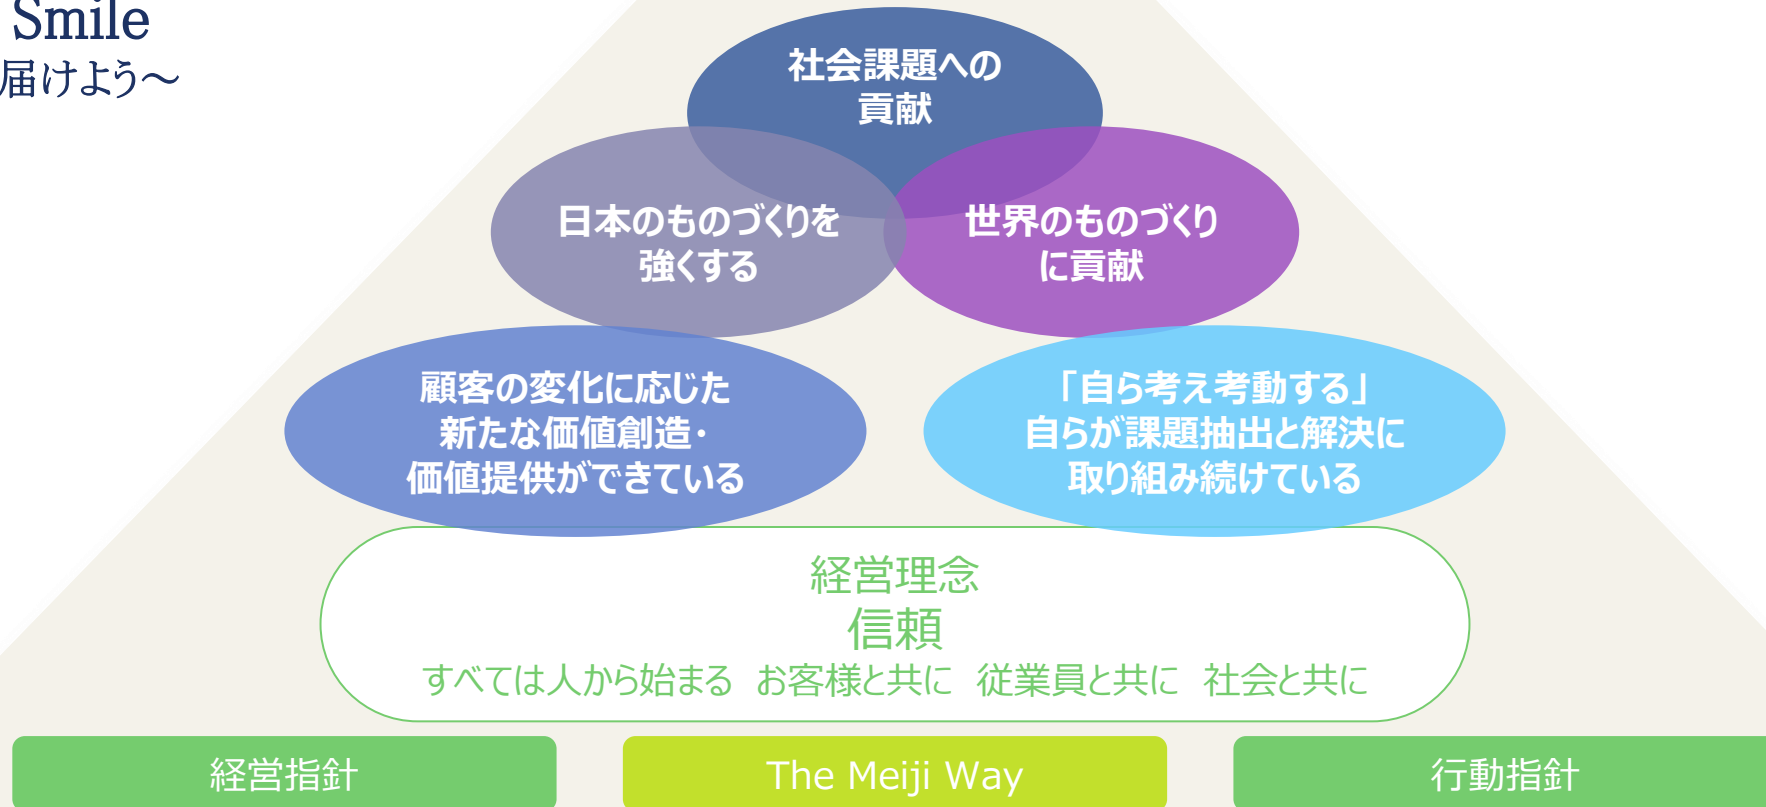 Smile
届けよう～
社会課題への
貢献
日本のものづくりを
強くする
世界のものづくり
に貢献
顧客の変化に応じた
新たな価値創造・
価値提供ができている
「自ら考え考動する」
自らが課題抽出と解決に
取り組み続けている
経営理念
信頼
すべては人から始まる　お客様と共に　従業員と共に　社会と共に
経営指針
The Meiji Way
行動指針